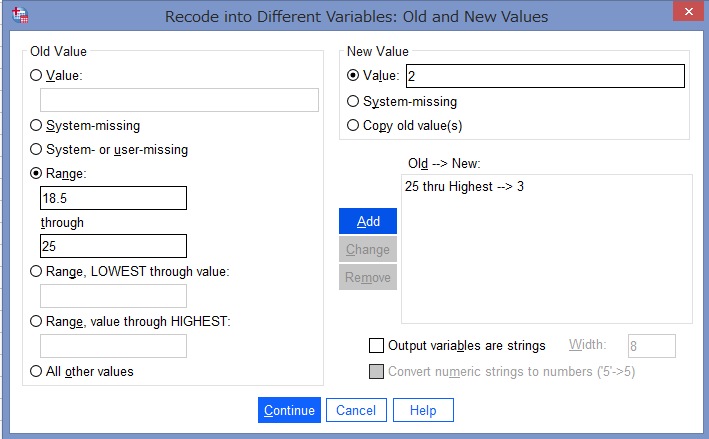 Recode into Different Variables: Old and New Values
Old Value
Value:
System-missing
System- or user-missing
Range:
18.5
through
25
Range, LOWEST through value:
Range, value through HIGHEST:
All other values
New Value
Value: 2
System-missing
Copy old value(s)
Old --> New:
25 thru Highest --> 3
Add
Change
Remove
Output variables are strings Width: 8
Convert numeric strings to numbers ('5'->5)
Continue Cancel Help